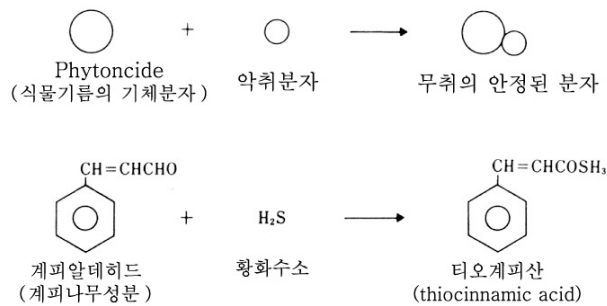 +
Phytoncide
(식물기름의 기체분자)
악취분자
무취의 안정된 분자
CH=CHCHO
+
H₂S
CH=CHCOSH₃
계피알데히드
(계피나무성분)
황화수소
티오계피산
(thiocinnamic acid)